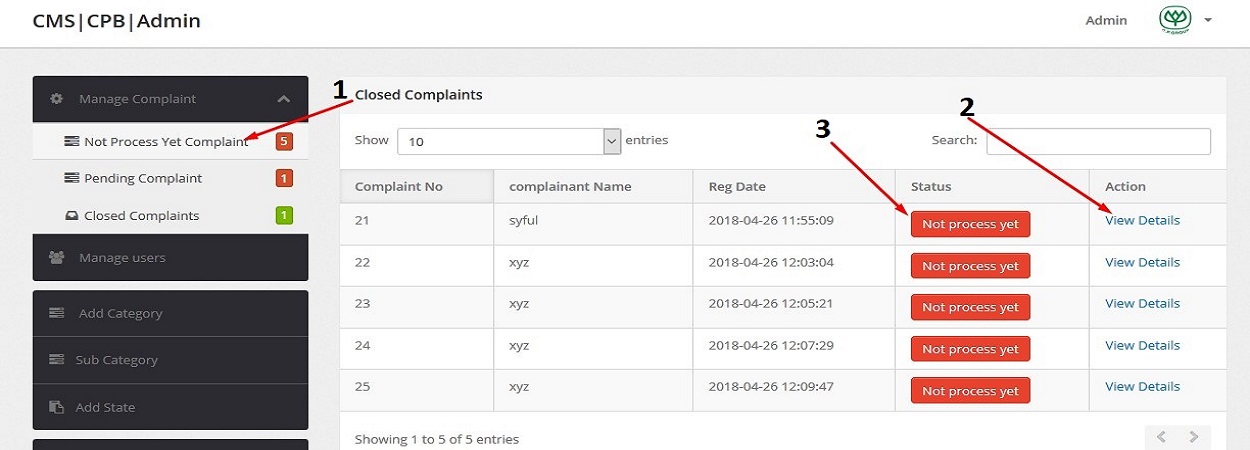 CMS|CPB|Admin
Admin
Manage Complaint
Not Process Yet Complaint 5
Pending Complaint 1
Closed Complaints 1
Manage users
Add Category
Sub Category
Add State
1
Closed Complaints
2
3
Show 10 entries
Search:
Complaint No complainant Name Reg Date Status Action
21 syful 2018-04-26 11:55:09 Not process yet View Details
22 xyz 2018-04-26 12:03:04 Not process yet View Details
23 xyz 2018-04-26 12:05:21 Not process yet View Details
24 xyz 2018-04-26 12:07:29 Not process yet View Details
25 xyz 2018-04-26 12:09:47 Not process yet View Details
Showing 1 to 5 of 5 entries